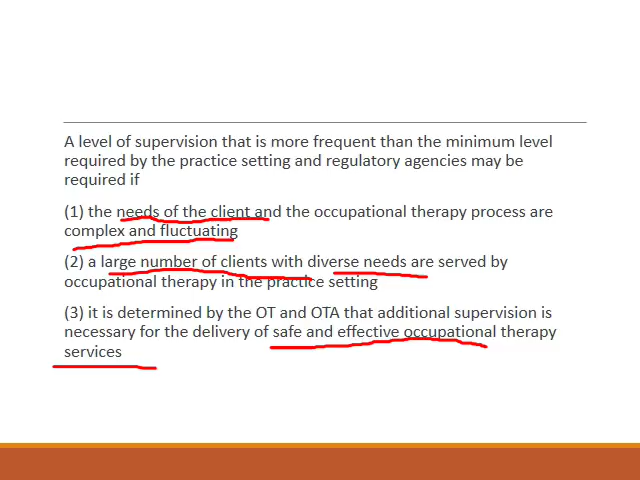 A level of supervision that is more frequent than the minimum level
required by the practice setting and regulatory agencies may be
required if
(1) the needs of the client and the occupational therapy process are
complex and fluctuating
(2) a large number of clients with diverse needs are served by
occupational therapy in the practice setting
(3) it is determined by the OT and OTA that additional supervision is
necessary for the delivery of safe and effective occupational therapy
services